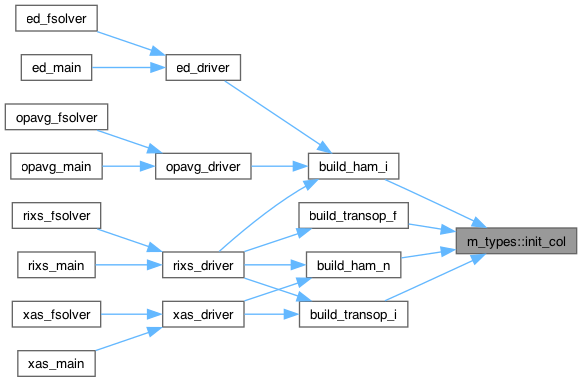 ed_fsolver
ed_main
ed_driver
opavg_fsolver
opavg_main
opavg_driver
build_ham_i
rixs_fsolver
build_transop_f
m_types::init_col
rixs_main
rixs_driver
build_ham_n
xas_fsolver
xas_driver
build_transop_i
xas_main